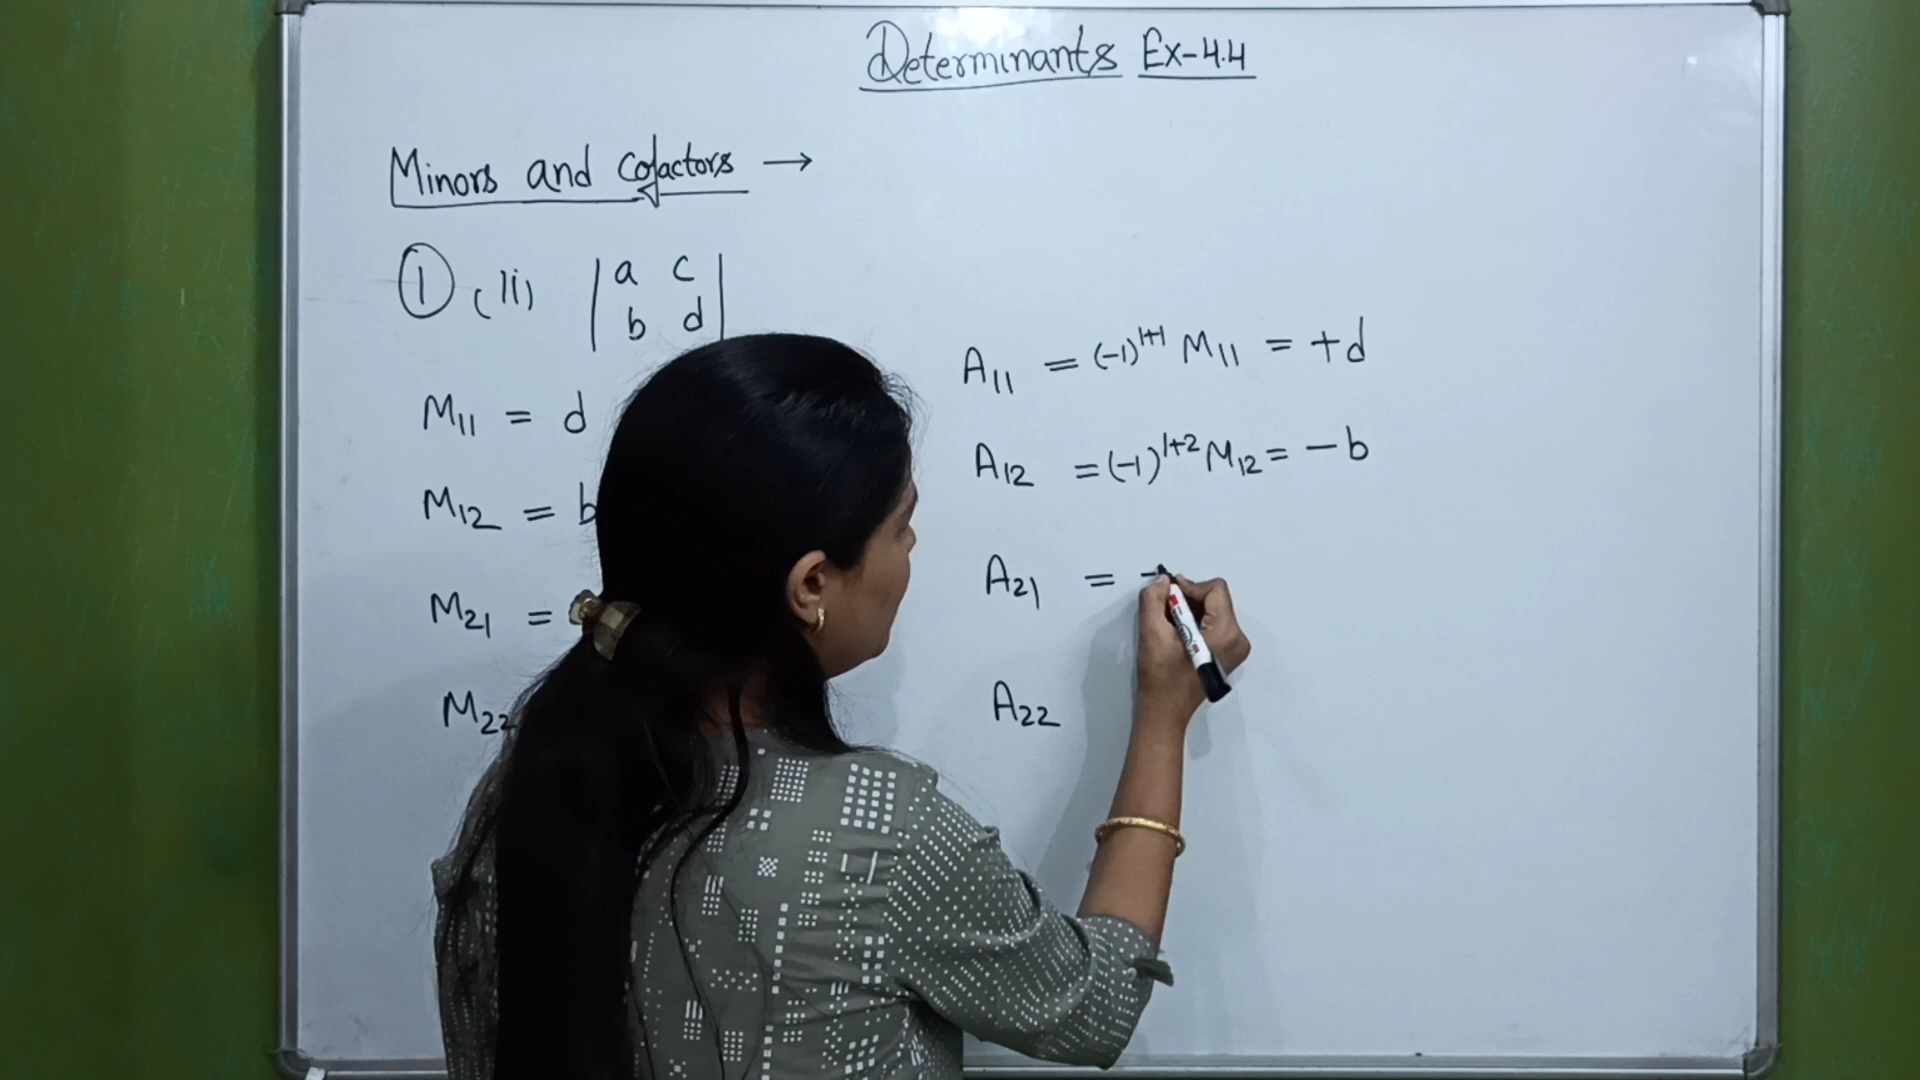 Determinants Ex-4.4
Minors and Cofactors →
① (ii) | a c |
| b d |
M11 = d
M12 = b
M21 =
M22
A11 = (-1)^1+1 M11 = +d
A12 = (-1)^1+2 M12 = -b
A21 = -
A22